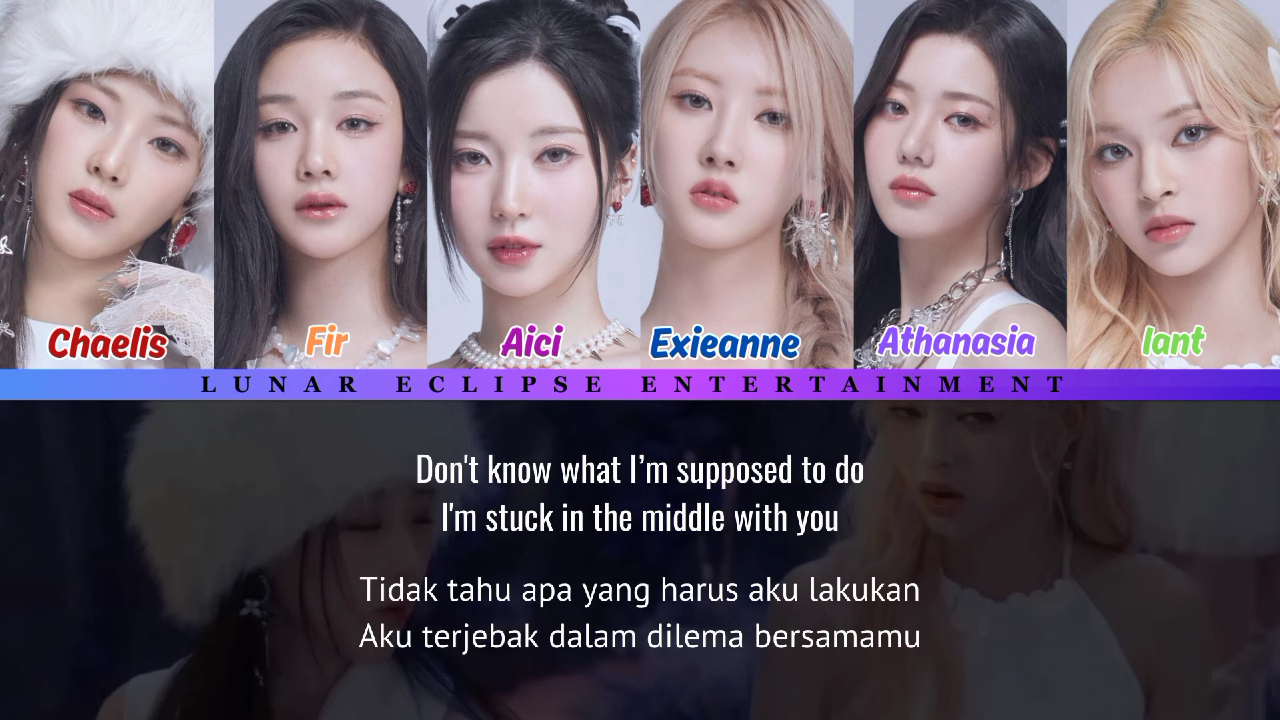 Chaelis
Fir
Aici
Exieanne
Athanasia
Iant
LUNAR ECLIPSE ENTERTAINMENT
Don't know what I’m supposed to do
I'm stuck in the middle with you
Tidak tahu apa yang harus aku lakukan
Aku terjebak dalam dilema bersamamu